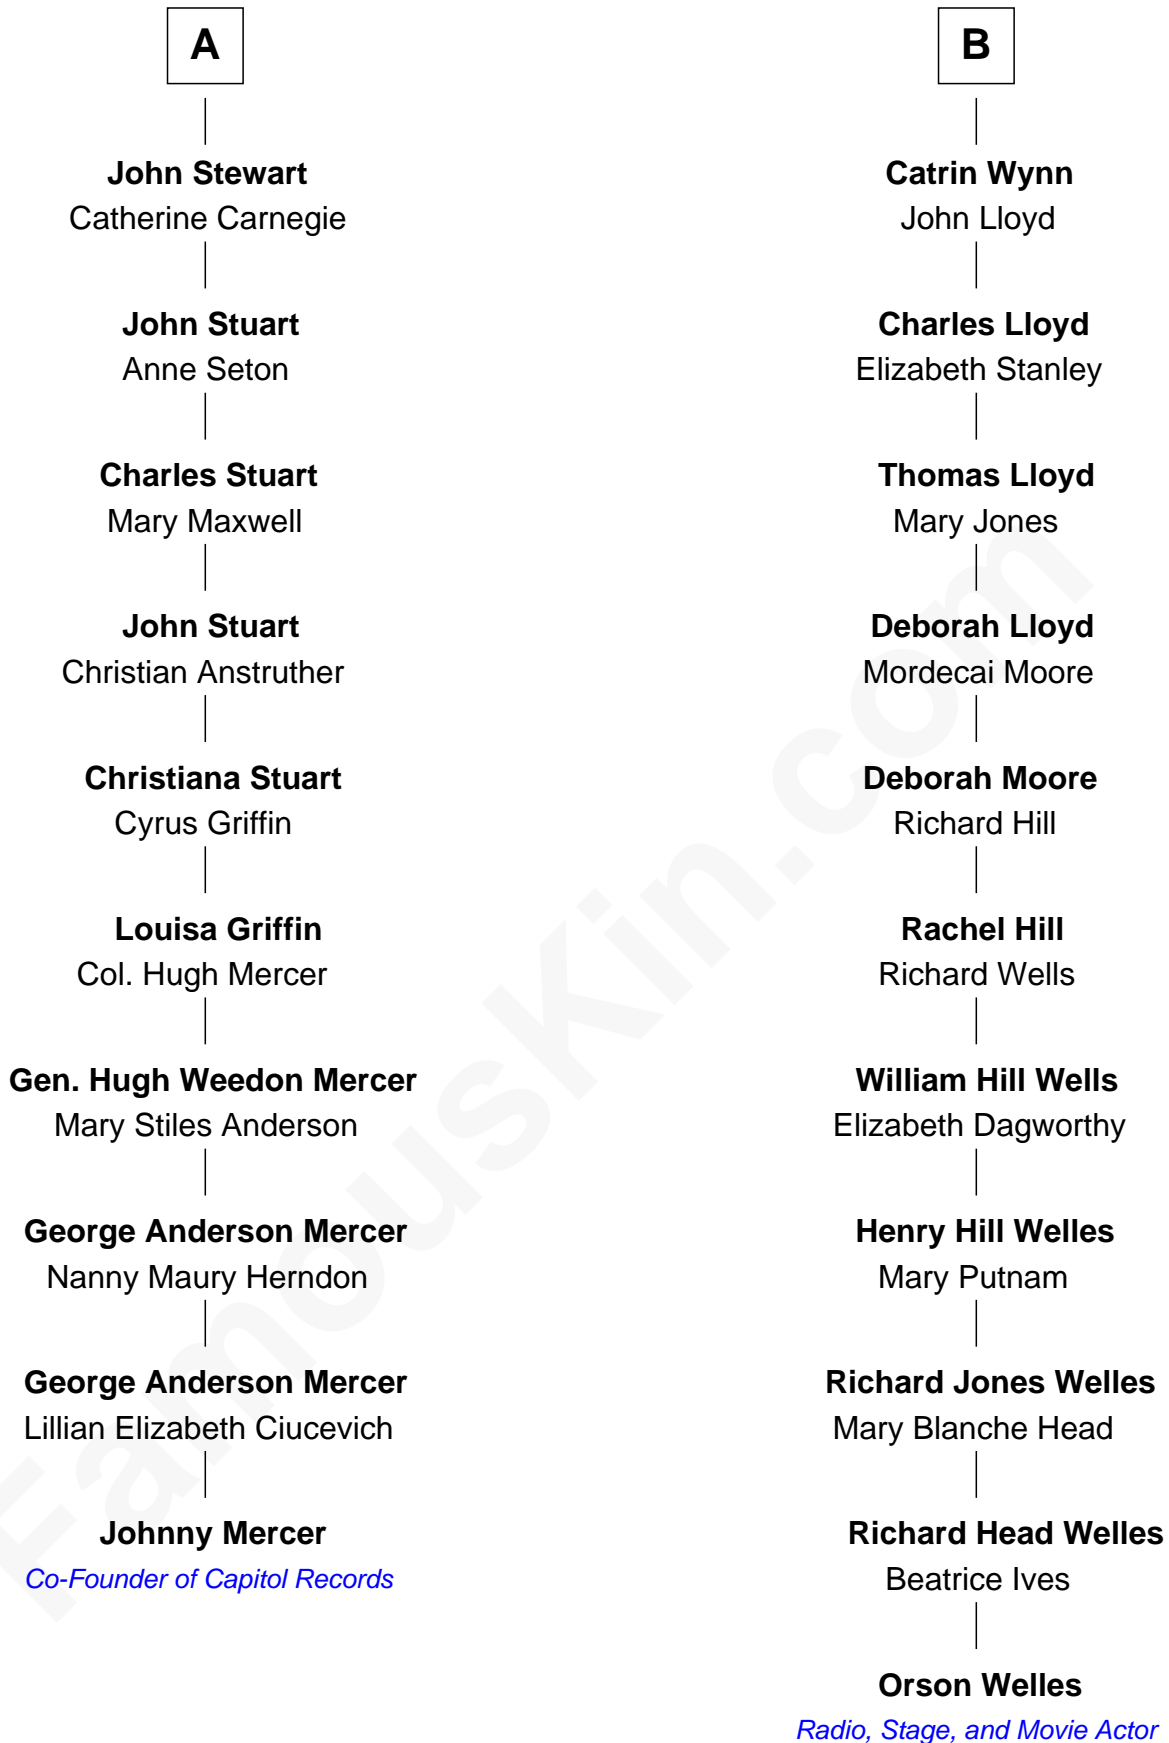 A
John Stewart
Catherine Carnegie
John Stuart
Anne Seton
Charles Stuart
Mary Maxwell
John Stuart
Christian Anstruther
Christiana Stuart
Cyrus Griffin
Louisa Griffin
Col. Hugh Mercer
Gen. Hugh Weedon Mercer
Mary Stiles Anderson
George Anderson Mercer
Nanny Maury Herndon
George Anderson Mercer
Lillian Elizabeth Ciucevich
Johnny Mercer
Co-Founder of Capitol Records
B
Catrin Wynn
John Lloyd
Charles Lloyd
Elizabeth Stanley
Thomas Lloyd
Mary Jones
Deborah Lloyd
Mordecai Moore
Deborah Moore
Richard Hill
Rachel Hill
Richard Wells
William Hill Wells
Elizabeth Dagworthy
Henry Hill Welles
Mary Putnam
Richard Jones Welles
Mary Blanche Head
Richard Head Welles
Beatrice Ives
Orson Welles
Radio, Stage, and Movie Actor
FamousKin.com